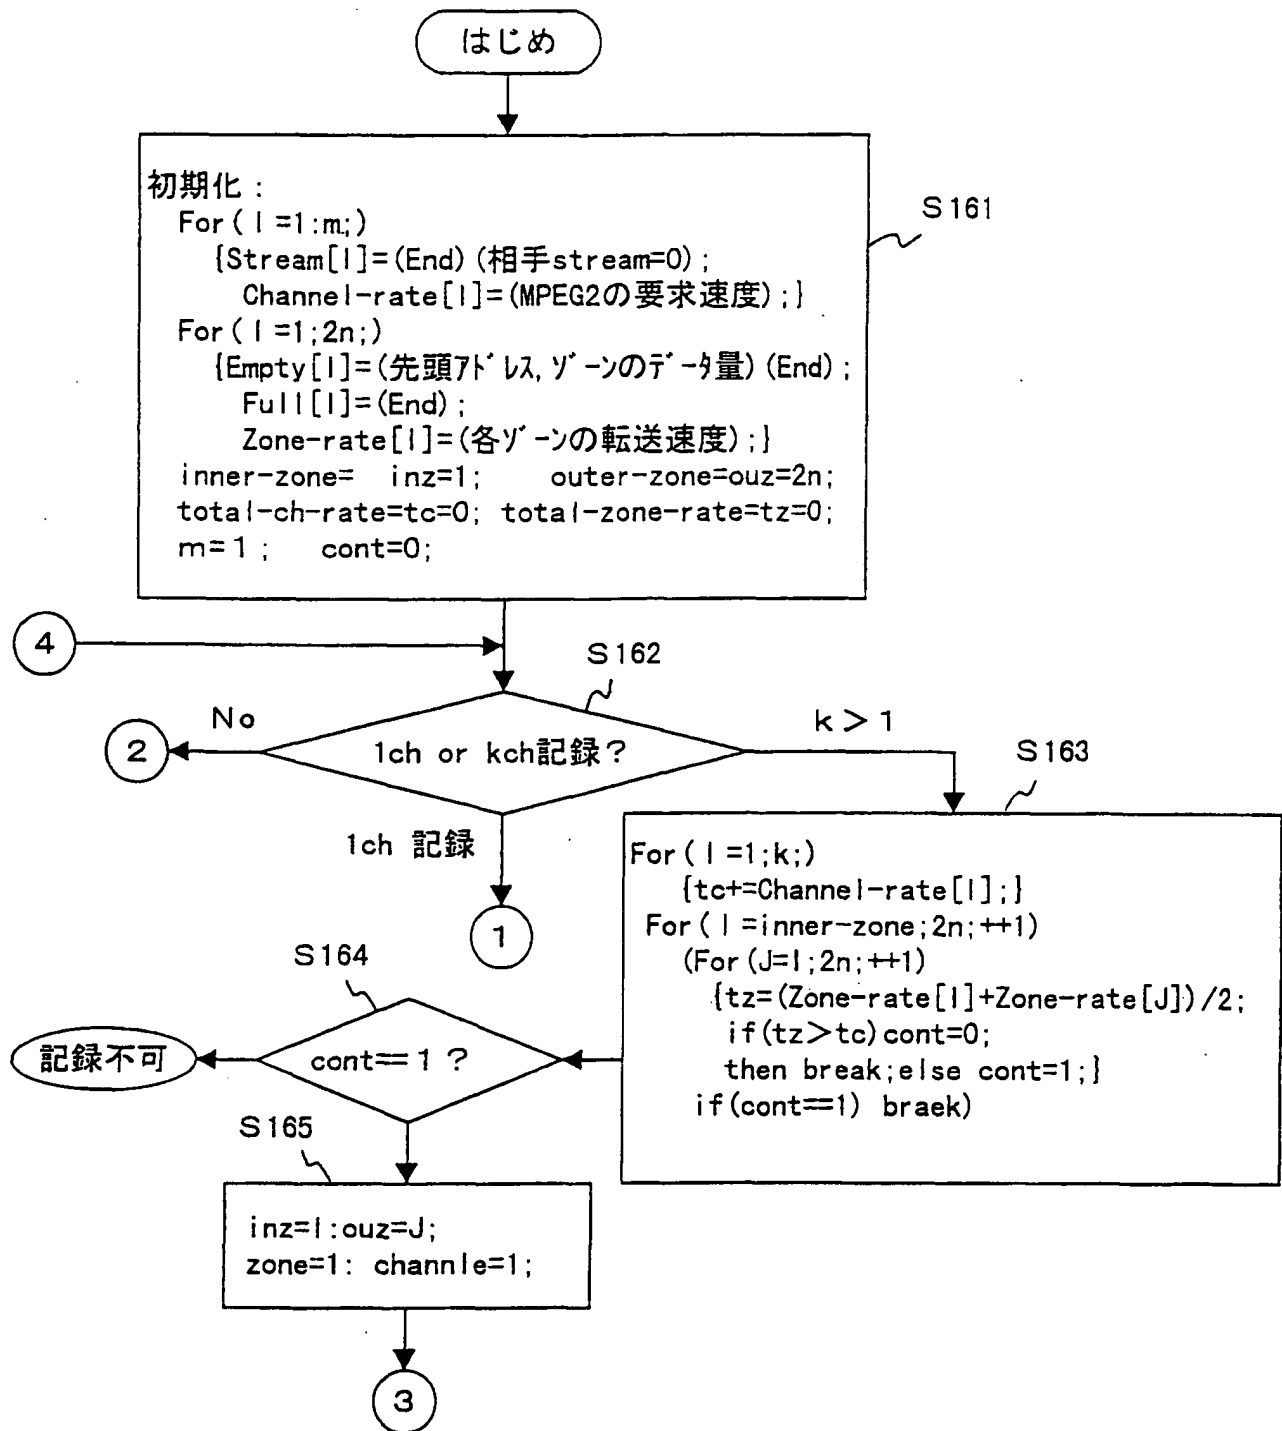 はじめ
初期化:
For(I=1:m;)
{Stream[I]=(End)(相手stream=0);
Channel-rate[I]=(MPEG2の要求速度);}
For(I=1;2n;)
{Empty[I]=(先頭ｱﾄﾞﾚｽ,ｿﾞｰﾝのﾃﾞｰﾀ量)(End);
Full[I]=(End);
Zone-rate[I]=(各ｿﾞｰﾝの転送速度);}
inner-zone= inz=1; outer-zone=ouz=2n;
total-ch-rate=tc=0; total-zone-rate=tz=0;
m=1; cont=0;
S161
4
S162
No
2
1ch or kch記録?
k>1
S163
1ch 記録
1
For(I=1;k;)
{tc+=Channel-rate[I];}
For(I=inner-zone;2n;++1)
(For(J=I;2n;++1)
{tz=(Zone-rate[I]+Zone-rate[J])/2;
if(tz>tc)cont=0;
then break;else cont=1;}
if(cont==1) braek)
S164
記録不可
cont==1?
S165
inz=I:ouz=J;
zone=1: channle=1;
3